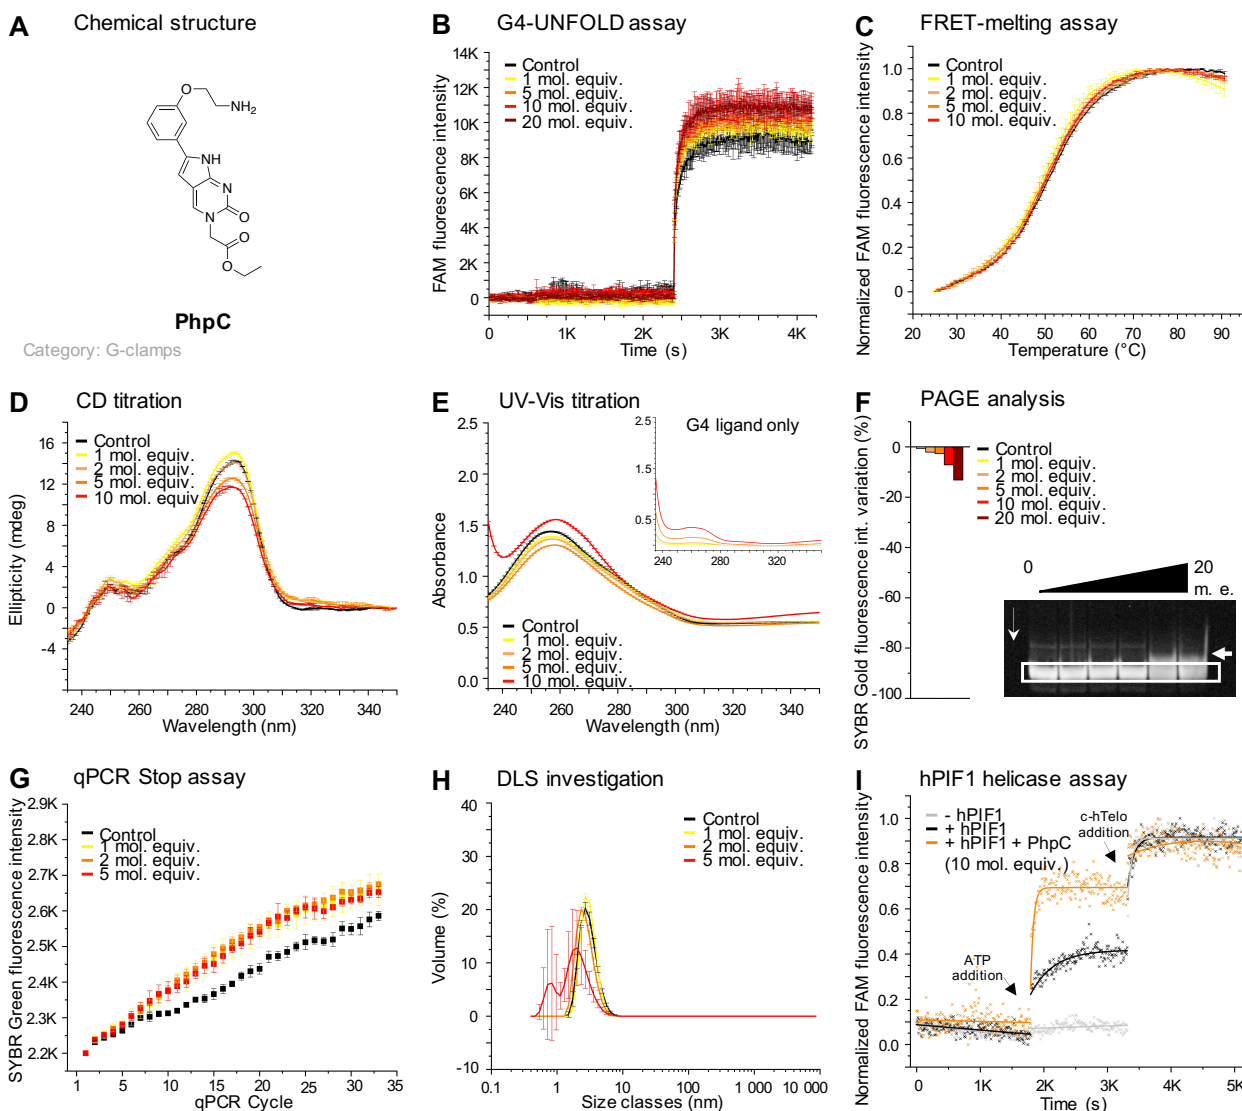 A Chemical structure
O
NH2
NH
N
N
O
O
O
PhpC
Category: G-clamps
B G4-UNFOLD assay
14K
12K
10K
8K
6K
4K
2K
0
FAM fluorescence intensity
Control
1 mol. equiv.
5 mol. equiv.
10 mol. equiv.
20 mol. equiv.
0 1K 2K 3K 4K
Time (s)
C FRET-melting assay
1.0
0.8
0.6
0.4
0.2
0
Normalized FAM fluorescence intensity
Control
1 mol. equiv.
2 mol. equiv.
5 mol. equiv.
10 mol. equiv.
20 30 40 50 60 70 80 90
Temperature (°C)
D CD titration
16
12
8
4
0
-4
Ellipticity (mdeg)
Control
1 mol. equiv.
2 mol. equiv.
5 mol. equiv.
10 mol. equiv.
240 260 280 300 320 340
Wavelength (nm)
E UV-Vis titration
2.5
2.0
1.5
1.0
0.5
0.0
Absorbance
G4 ligand only
2.5
1.5
0.5
240 280 320
Control
1 mol. equiv.
2 mol. equiv.
5 mol. equiv.
10 mol. equiv.
240 260 280 300 320 340
Wavelength (nm)
F PAGE analysis
0
-20
-40
-60
-80
-100
SYBR Gold fluorescence int. variation (%)
Control
1 mol. equiv.
2 mol. equiv.
5 mol. equiv.
10 mol. equiv.
20 mol. equiv.
0 20
m. e.
G qPCR Stop assay
2.9K
2.8K
2.7K
2.6K
2.5K
2.3K
2.2K
SYBR Green fluorescence intensity
Control
1 mol. equiv.
2 mol. equiv.
5 mol. equiv.
1 5 10 15 20 25 30 35
qPCR Cycle
H DLS investigation
40
30
20
10
0
-10
Volume (%)
Control
1 mol. equiv.
2 mol. equiv.
5 mol. equiv.
0.1 1 10 100 1 000 10 000
Size classes (nm)
I hPIF1 helicase assay
1.0
0.8
0.6
0.4
0.2
0.0
Normalized FAM fluorescence intensity
- hPIF1
+ hPIF1
+ hPIF1 + PhpC
(10 mol. equiv.)
c-hTelo
addition
ATP
addition
0 1K 2K 3K 4K 5K
Time (s)